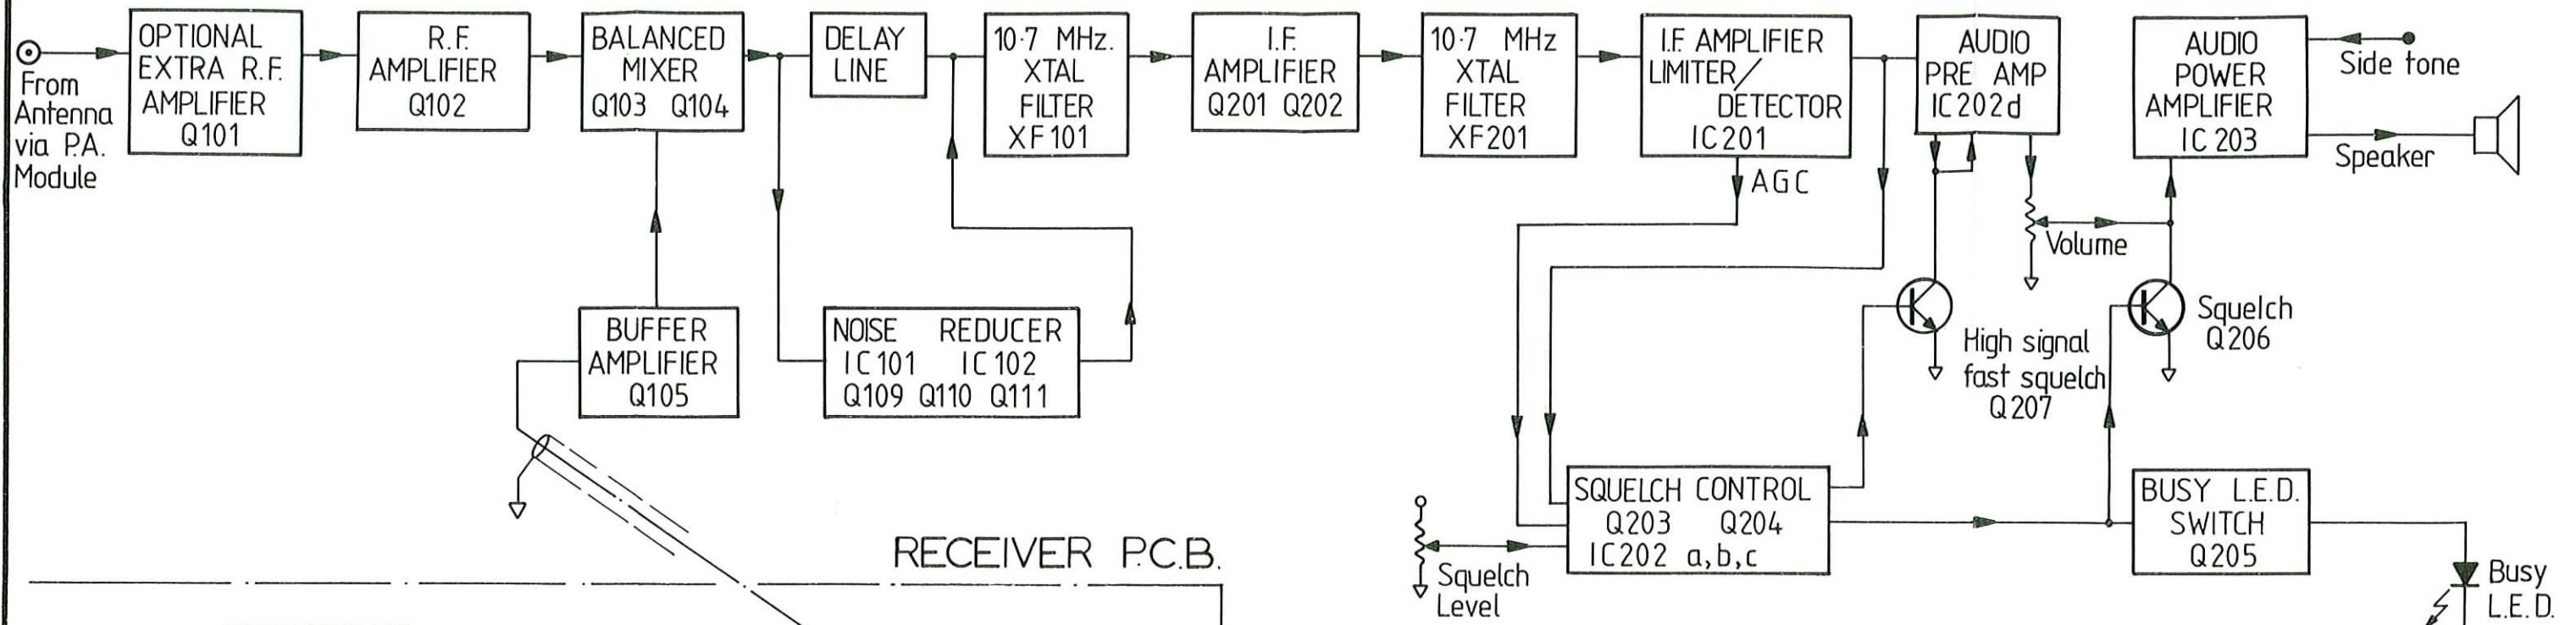 From
Antenna
via P.A.
Module
OPTIONAL
EXTRA R.F.
AMPLIFIER
Q101
R.F.
AMPLIFIER
Q102
BALANCED
MIXER
Q103 Q104
DELAY
LINE
10·7 MHz.
XTAL
FILTER
XF101
I.F.
AMPLIFIER
Q201 Q202
10·7 MHz
XTAL
FILTER
XF201
I.F. AMPLIFIER
LIMITER/
DETECTOR
IC201
AGC
AUDIO
PRE AMP
IC202d
Volume
AUDIO
POWER
AMPLIFIER
IC 203
Side tone
Speaker
BUFFER
AMPLIFIER
Q105
NOISE REDUCER
IC101 IC102
Q109 Q110 Q111
High signal
fast squelch
Q207
Squelch
Q206
SQUELCH CONTROL
Q203 Q204
IC202 a,b,c
Squelch
Level
BUSY L.E.D.
SWITCH
Q205
Busy
L.E.D.
RECEIVER P.C.B.